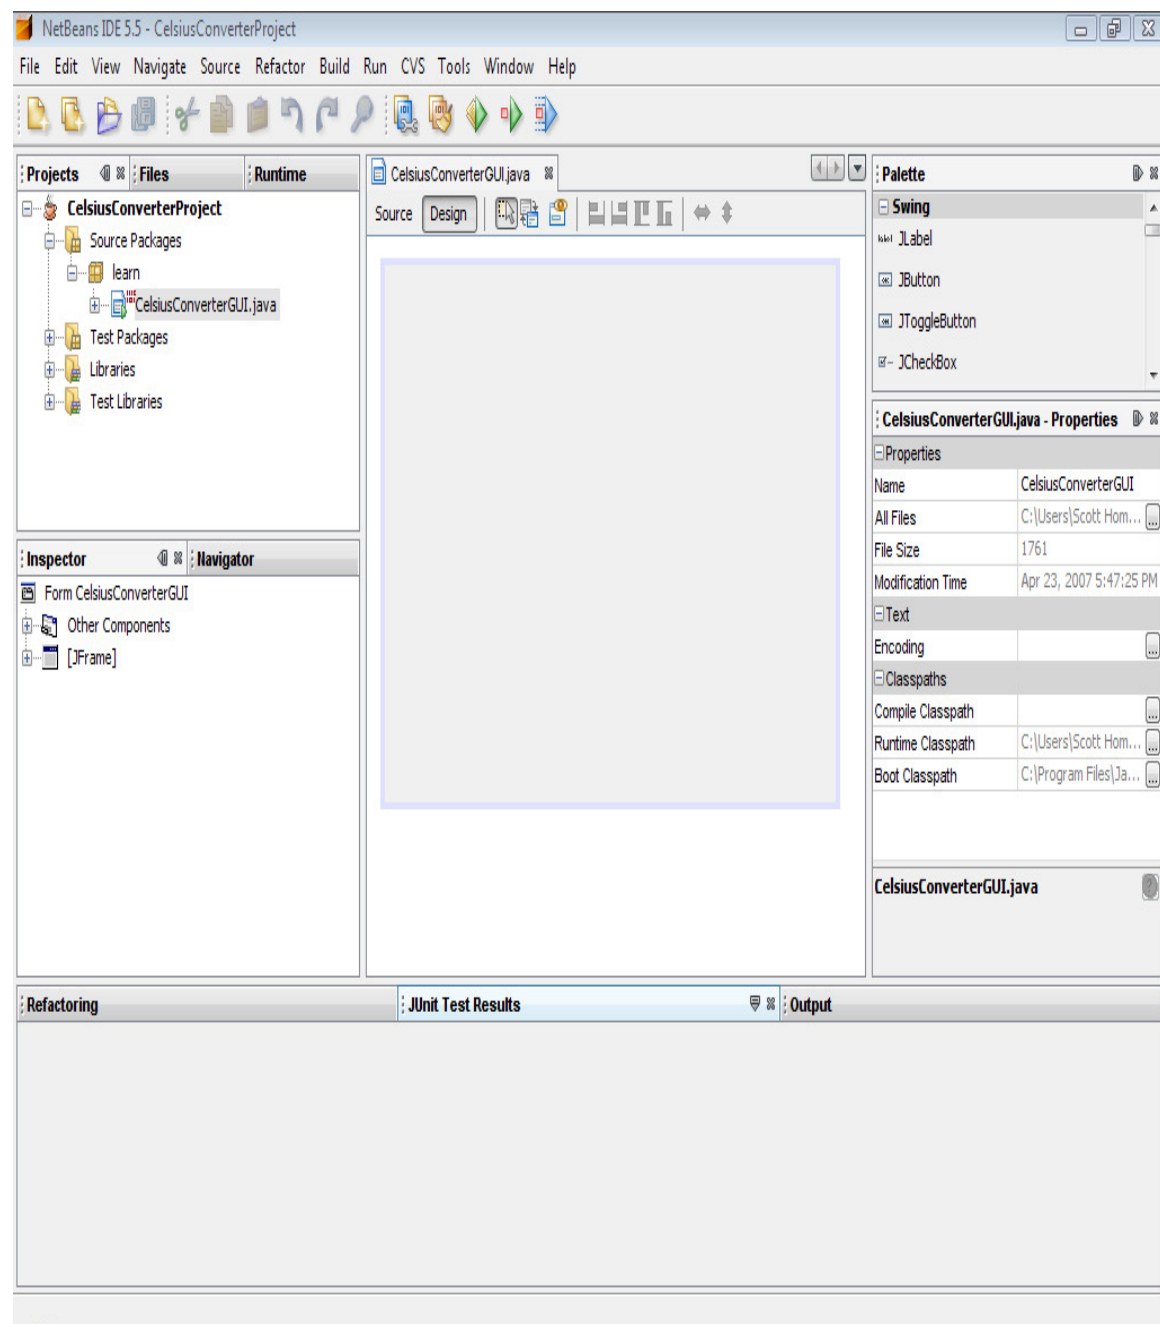 NetBeans IDE 5.5 - CelsiusConverterProject
File Edit View Navigate Source Refactor Build Run CVS Tools Window Help
Projects Files Runtime
CelsiusConverterProject
Source Packages
learn
CelsiusConverterGUI.java
Test Packages
Libraries
Test Libraries
Inspector Navigator
Form CelsiusConverterGUI
Other Components
[JFrame]
CelsiusConverterGUI.java
Source Design
Palette
Swing
JLabel
JButton
JToggleButton
JCheckBox
CelsiusConverterGUI.java - Properties
Properties
Name CelsiusConverterGUI
All Files C:\Users\Scott Hom... ...
File Size 1761
Modification Time Apr 23, 2007 5:47:25 PM
Text
Encoding ...
Classpaths
Compile Classpath ...
Runtime Classpath C:\Users\Scott Hom... ...
Boot Classpath C:\Program Files\Ja... ...
CelsiusConverterGUI.java
Refactoring JUnit Test Results Output